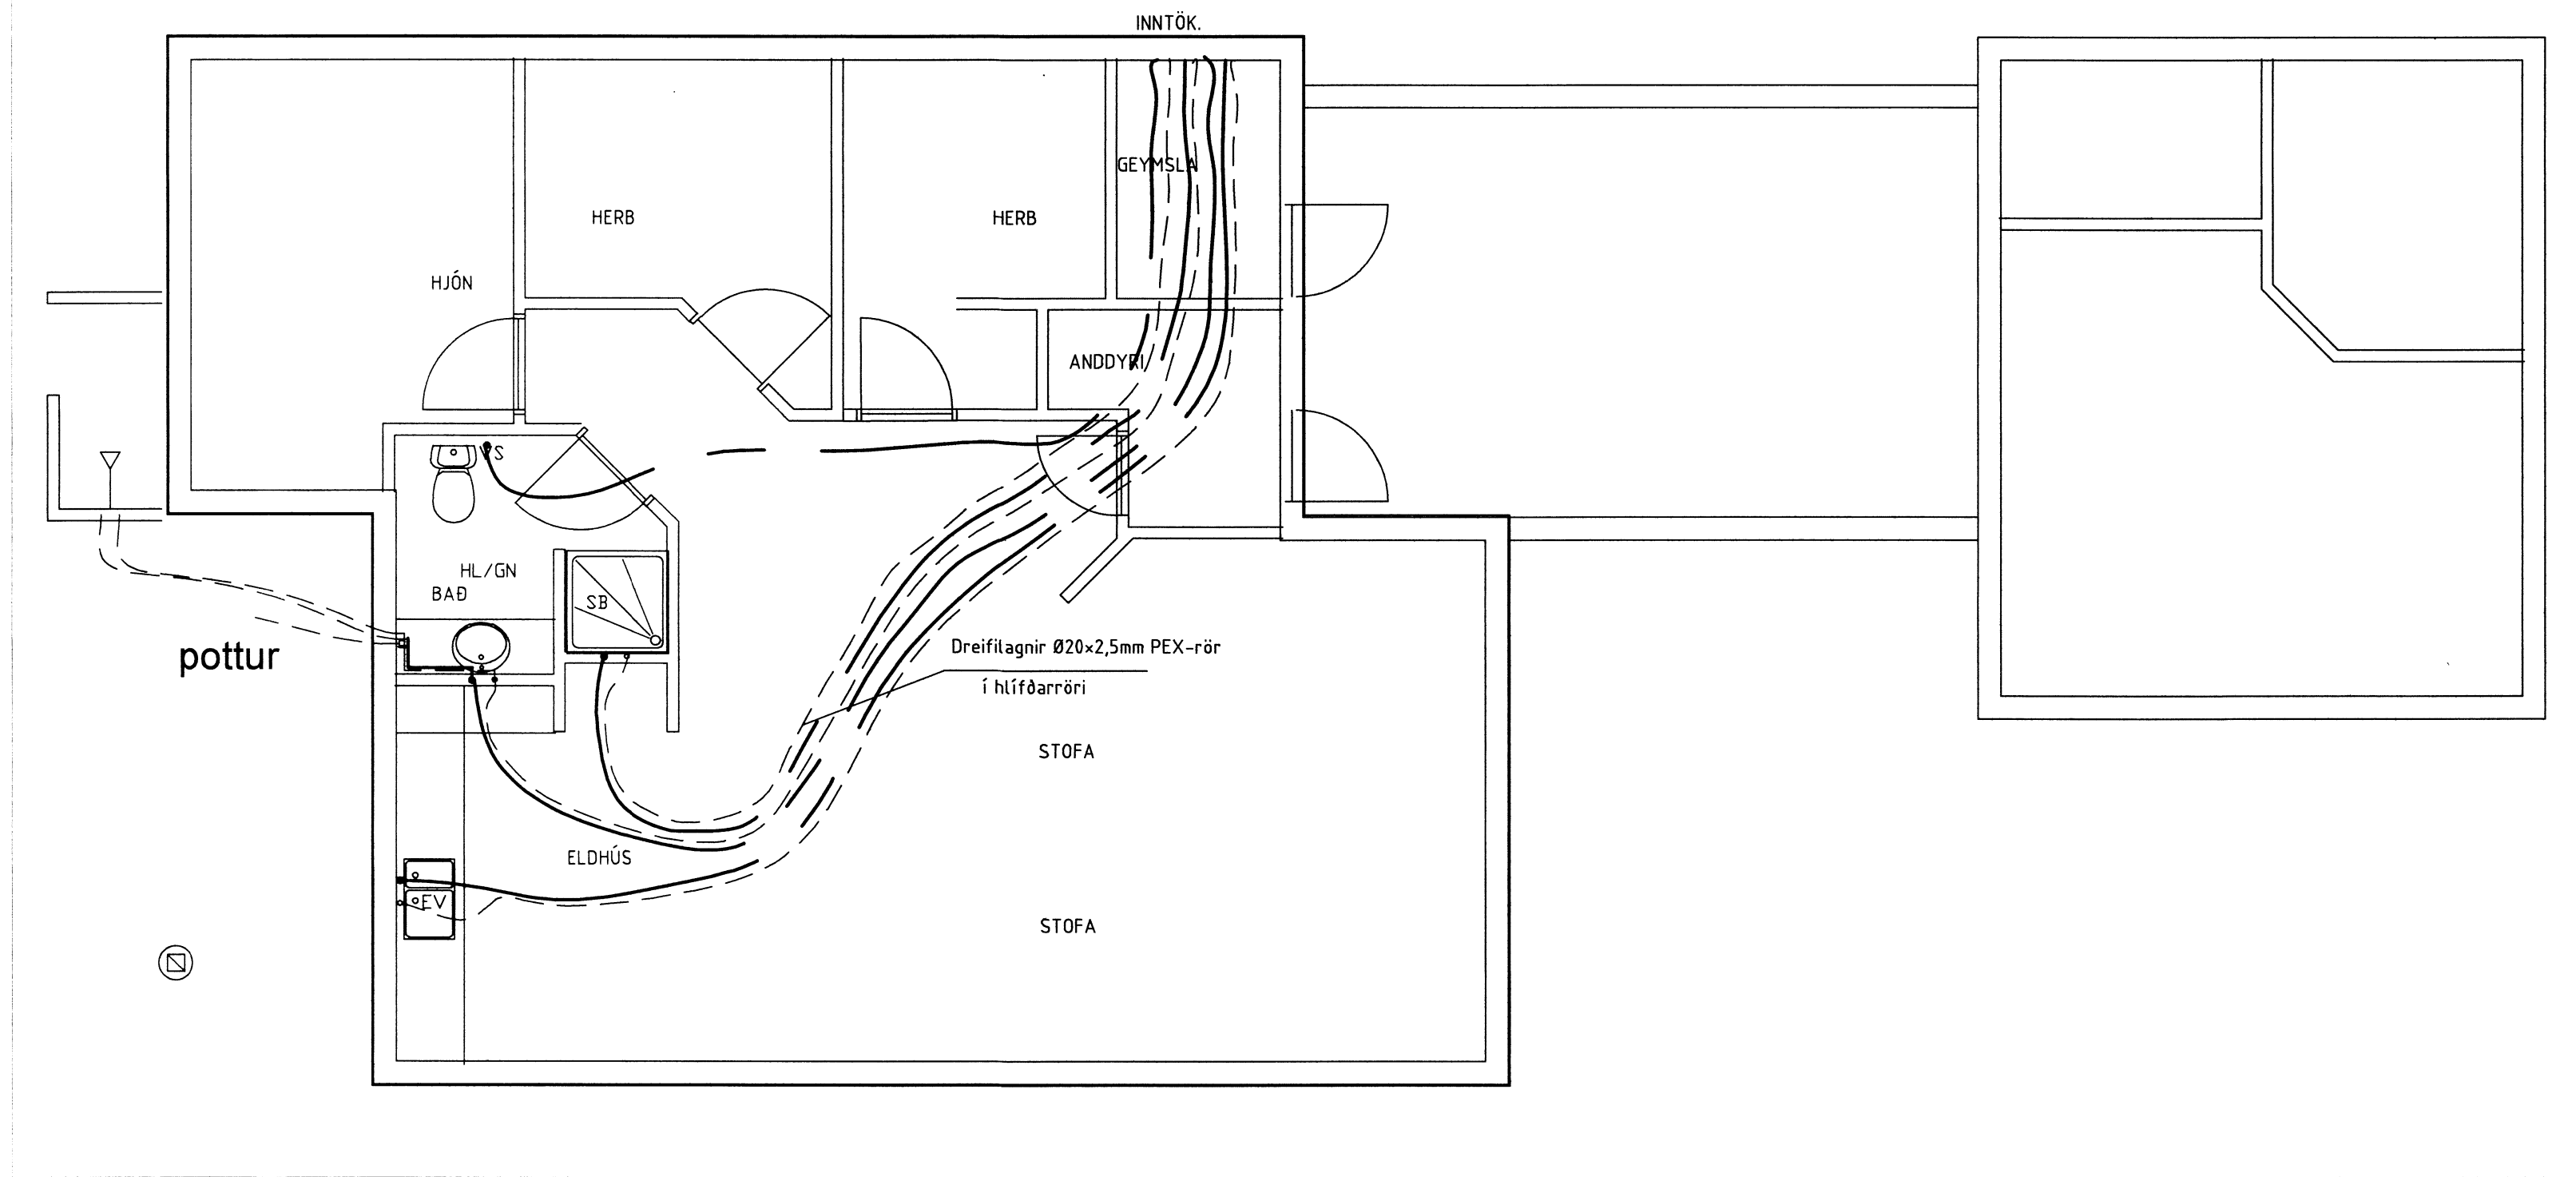 INNTÖK.
GEYMSLA
HERB
HERB
HJÓN
ANDDYRI
VS
HL/GN
BAÐ
SB
pottur
Dreifilagnir Ø20×2,5mm PEX-rör
í hlífðarröri
STOFA
ELDHÚS
EV
STOFA